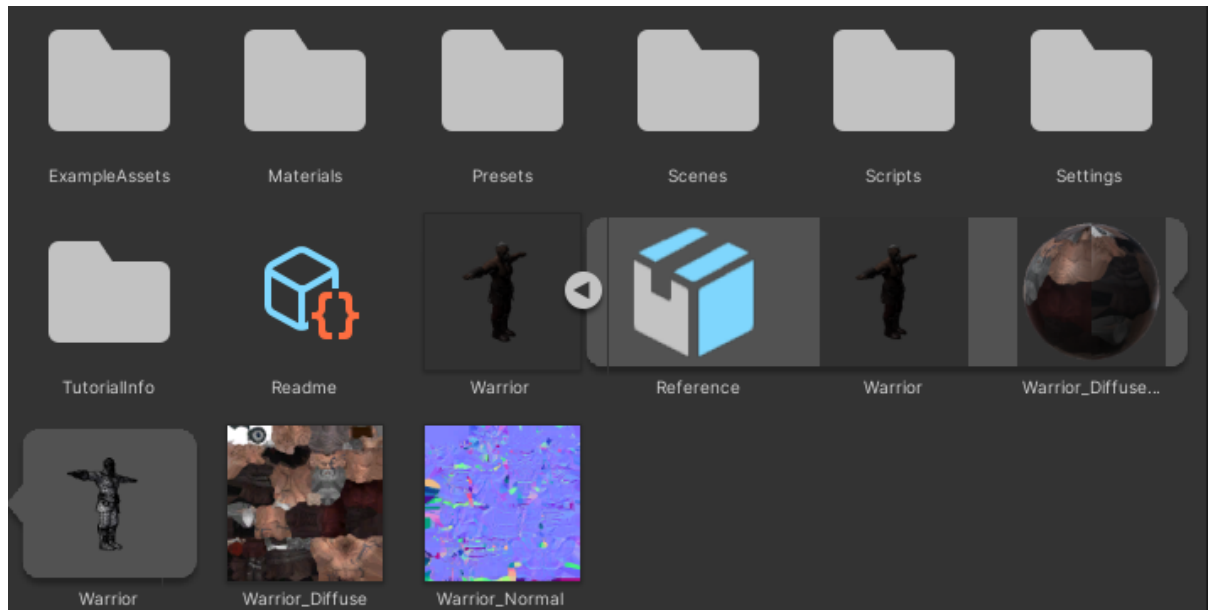 ExampleAssets
Materials
Presets
Scenes
Scripts
Settings
TutorialInfo
Readme
Warrior
Reference
Warrior
Warrior_Diffuse...
Warrior
Warrior_Diffuse
Warrior_Normal